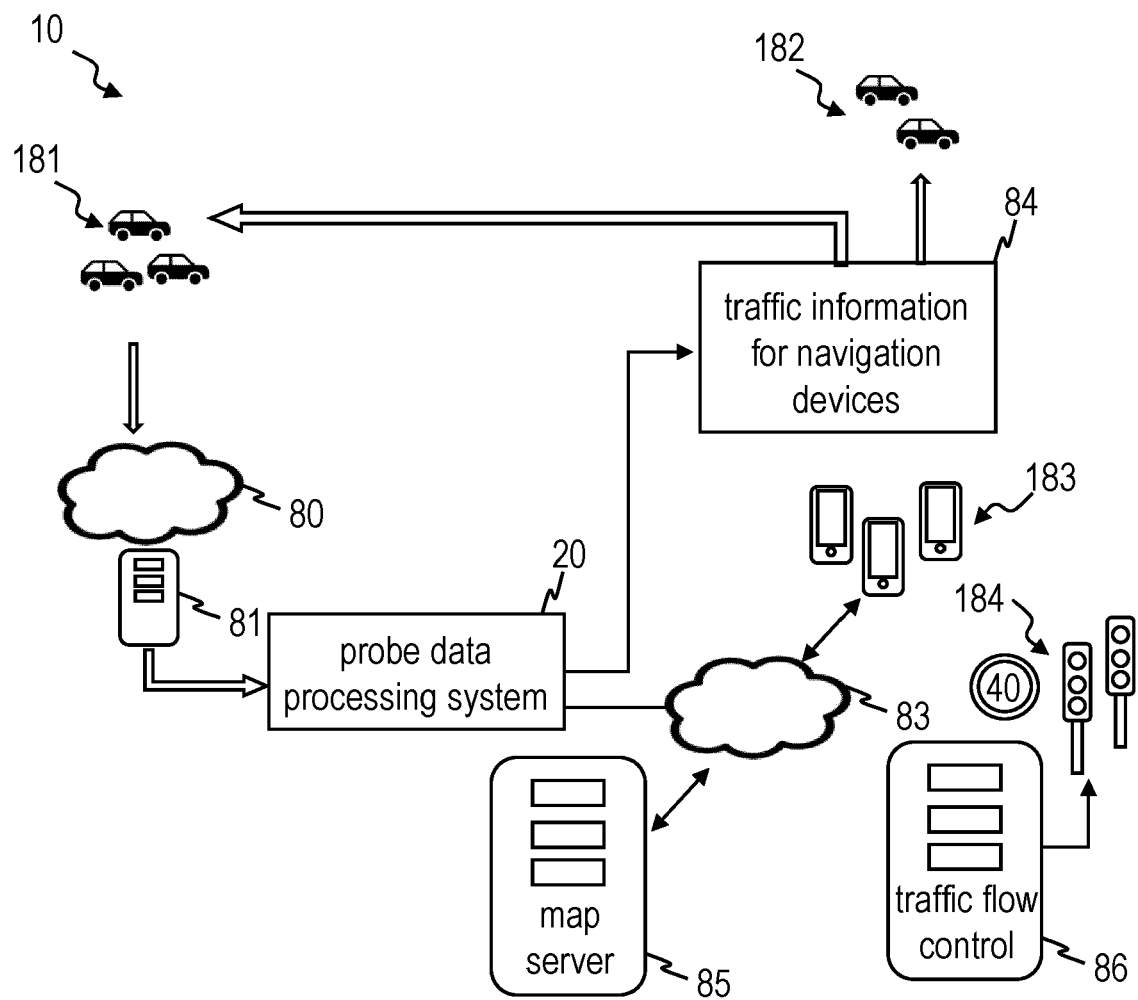 10
182
181
84
traffic information
for navigation
devices
183
80
20
184
81
probe data
processing system
40
83
map
server
traffic flow
control
85
86